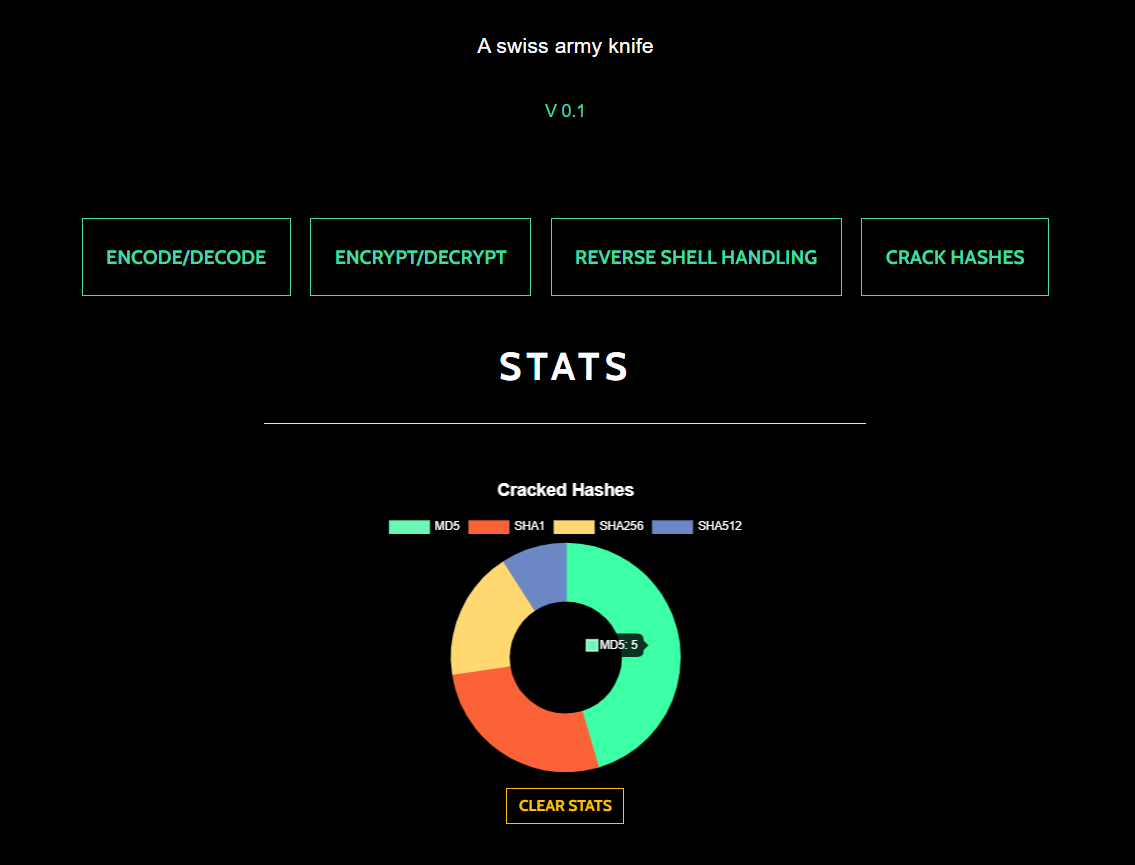 A swiss army knife
V 0.1
ENCODE/DECODE ENCRYPT/DECRYPT REVERSE SHELL HANDLING CRACK HASHES
STATS
Cracked Hashes
MD5 SHA1 SHA256 SHA512
MD5: 5
CLEAR STATS